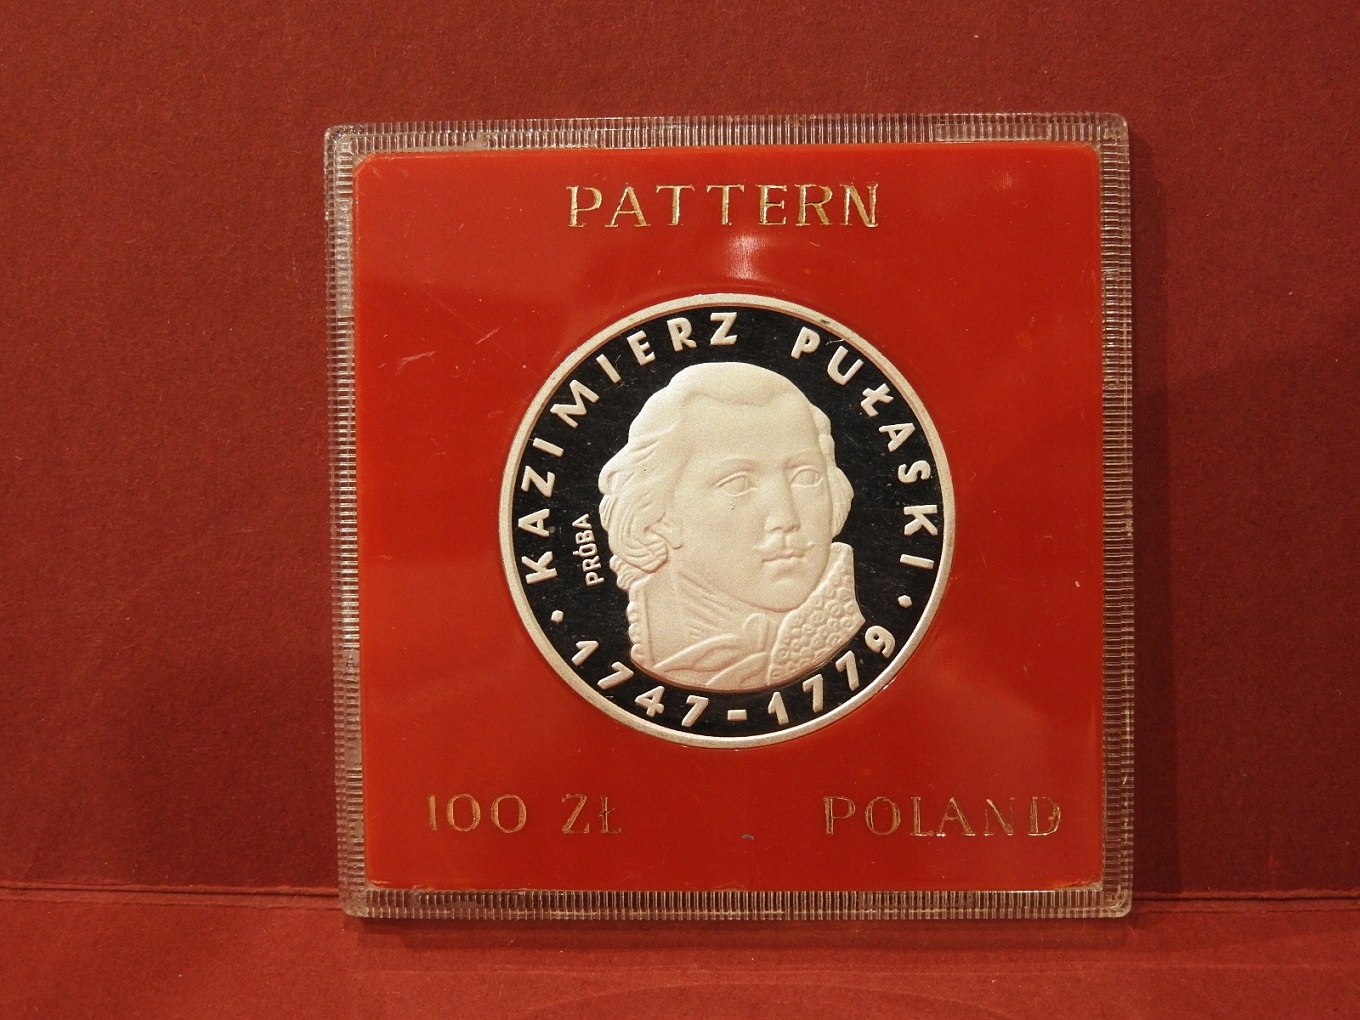 PATTERN
KAZIMIERZ PUŁASKI
PRÓBA
• 1747-1779 •
100 ZŁ POLAND